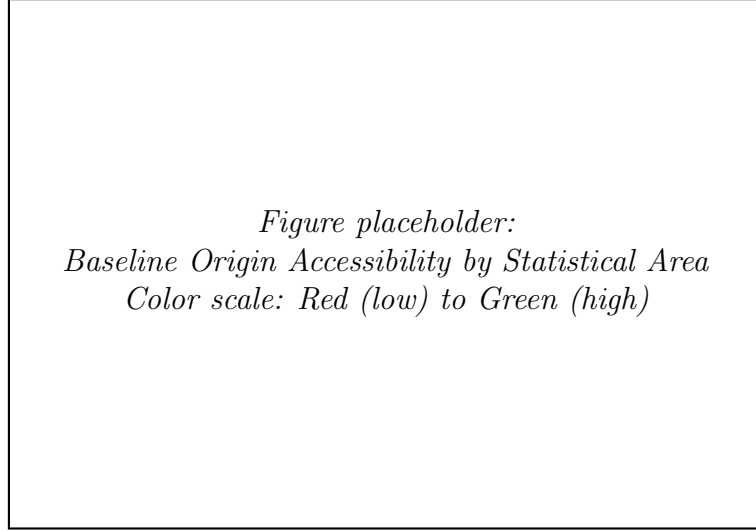 Figure placeholder:
Baseline Origin Accessibility by Statistical Area
Color scale: Red (low) to Green (high)